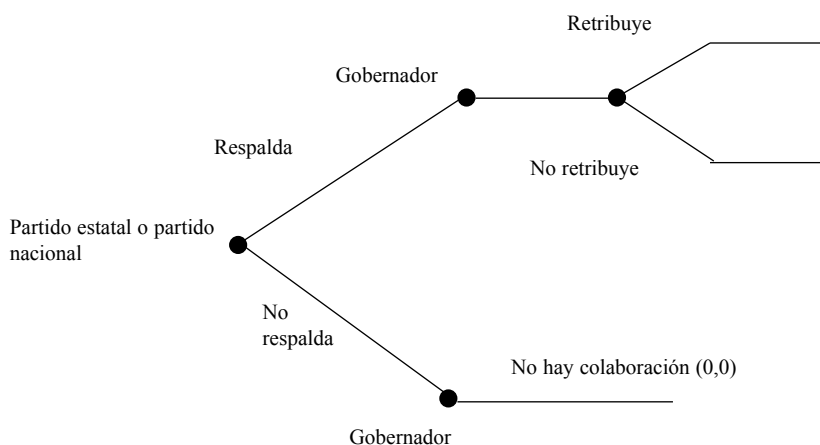 Retribuye
Gobernador
Respalda
No retribuye
Partido estatal o partido
nacional
No
respalda
No hay colaboración (0,0)
Gobernador